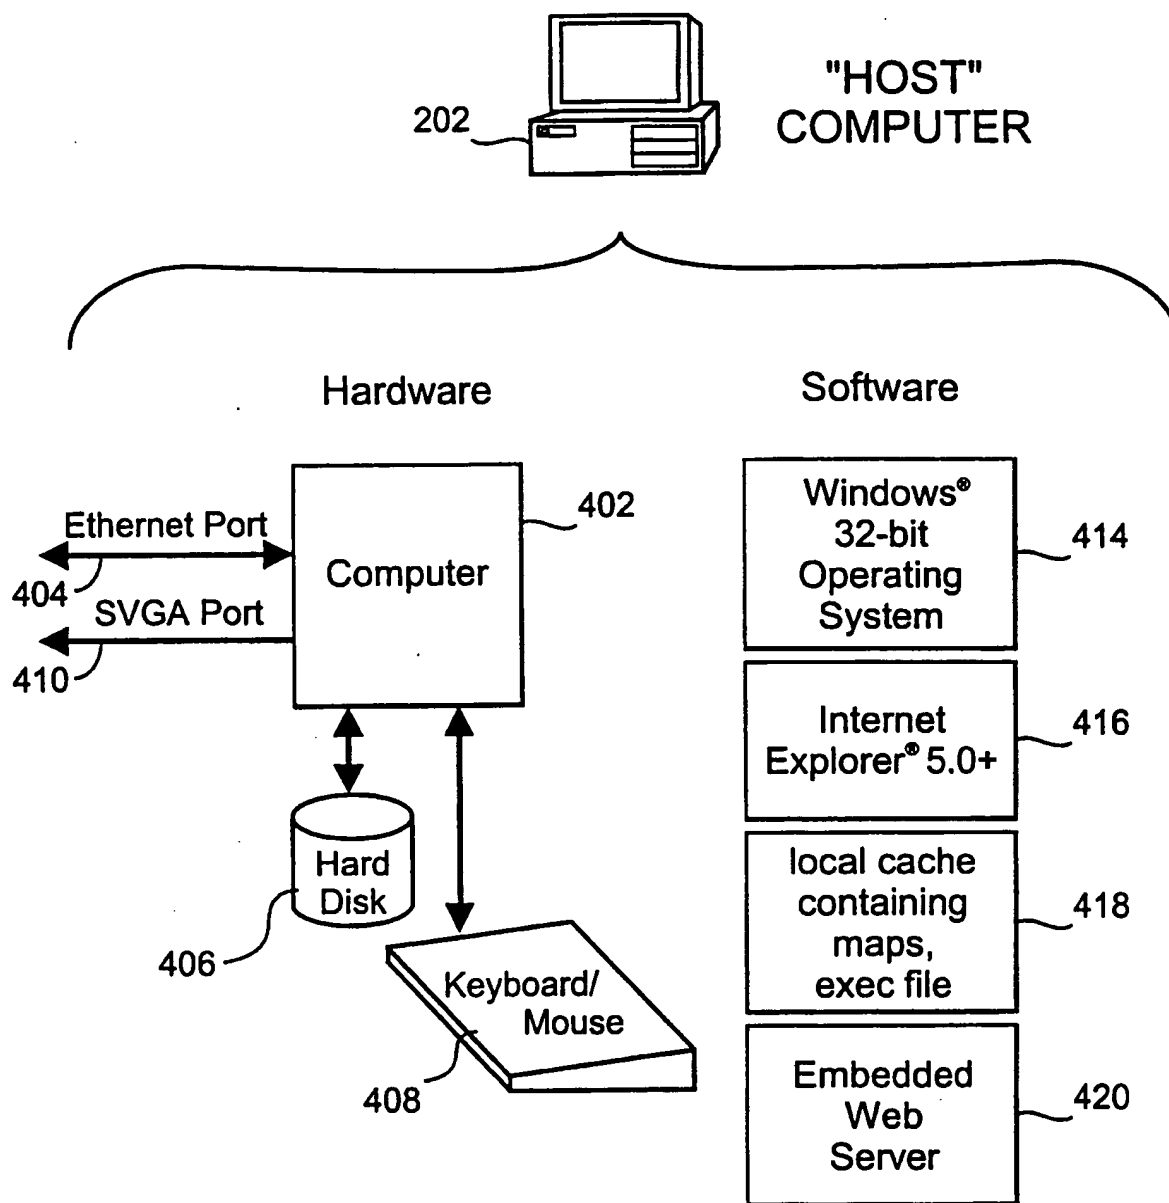 "HOST"
COMPUTER
202
Hardware
Software
Ethernet Port
404
SVGA Port
410
Computer
402
Hard
Disk
406
Keyboard/
Mouse
408
Windows®
32-bit
Operating
System
414
Internet
Explorer® 5.0+
416
local cache
containing
maps,
exec file
418
Embedded
Web
Server
420